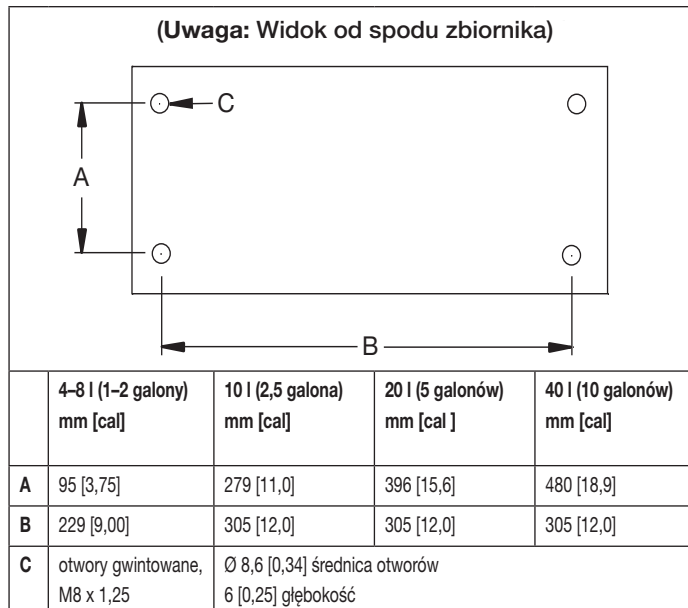 (Uwaga: Widok od spodu zbiornika)
C
A
B
4–8 l (1–2 galony) mm [cal]
10 l (2,5 galona) mm [cal]
20 l (5 galonów) mm [cal ]
40 l (10 galonów) mm [cal]
A 95 [3,75] 279 [11,0] 396 [15,6] 480 [18,9]
B 229 [9,00] 305 [12,0] 305 [12,0] 305 [12,0]
C otwory gwintowane, M8 x 1,25
Ø 8,6 [0,34] średnica otworów
6 [0,25] głębokość